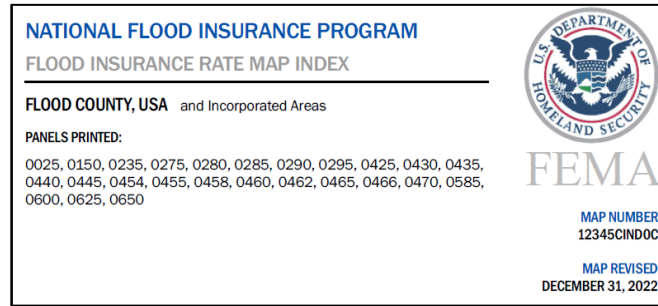 NATIONAL FLOOD INSURANCE PROGRAM
FLOOD INSURANCE RATE MAP INDEX
FLOOD COUNTY, USA and Incorporated Areas
PANELS PRINTED:
0025, 0150, 0235, 0275, 0280, 0285, 0290, 0295, 0425, 0430, 0435,
0440, 0445, 0454, 0455, 0458, 0460, 0462, 0465, 0466, 0470, 0585,
0600, 0625, 0650
U.S. DEPARTMENT OF
HOMELAND SECURITY
FEMA
MAP NUMBER
12345CIND0C
MAP REVISED
DECEMBER 31, 2022